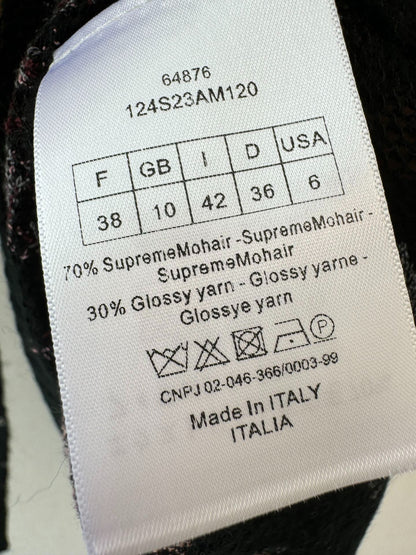 64876
124S23AM120
F GB I D USA
38 10 42 36 6
70% SupremeMohair -SupremeMohair -
SupremeMohair
30% Glossy yarn - Glossy yarne -
Glossye yarn
P
CNPJ 02-046-366/0003-99
Made In ITALY
ITALIA